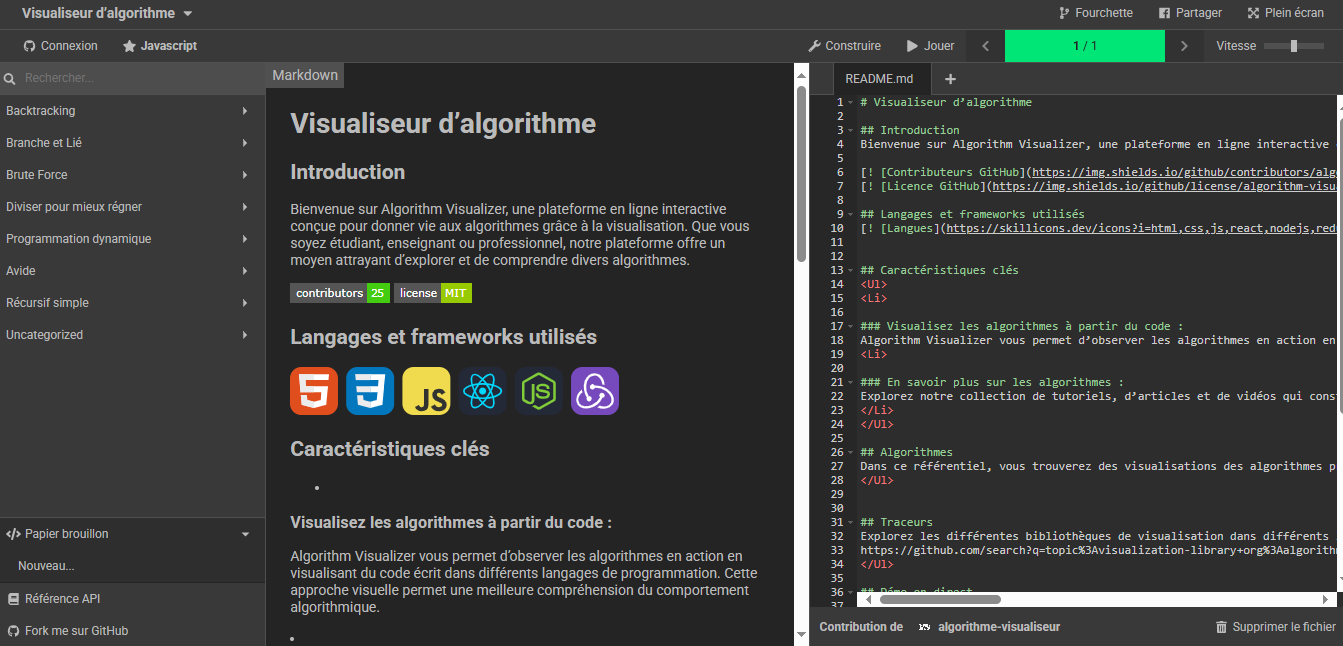 Visualiseur d'algorithme
Fourchette
Partager
Plein écran
Connexion
Javascript
Construire
Jouer
1 / 1
Vitesse
Rechercher...
Backtracking
Branche et Lié
Brute Force
Diviser pour mieux régner
Programmation dynamique
Avide
Récursif simple
Uncategorized
Papier brouillon
Nouveau...
Référence API
Fork me sur GitHub
Markdown
Visualiseur d'algorithme
Introduction
Bienvenue sur Algorithm Visualizer, une plateforme en ligne interactive
conçue pour donner vie aux algorithmes grâce à la visualisation. Que vous
soyez étudiant, enseignant ou professionnel, notre plateforme offre un
moyen attrayant d'explorer et de comprendre divers algorithmes.
contributors 25 license MIT
Langages et frameworks utilisés
JS
JS
Caractéristiques clés
•
Visualisez les algorithmes à partir du code :
Algorithm Visualizer vous permet d'observer les algorithmes en action en
visualisant du code écrit dans différents langages de programmation. Cette
approche visuelle permet une meilleure compréhension du comportement
algorithmique.
•
README.md
1 # Visualiseur d'algorithme
2
3 ## Introduction
4 Bienvenue sur Algorithm Visualizer, une plateforme en ligne interactive
5
6 [! [Contributeurs GitHub](https://img.shields.io/github/contributors/algo
7 [! [Licence GitHub](https://img.shields.io/github/license/algorithm-visua
8
9 ## Langages et frameworks utilisés
10 [! [Langues](https://skillicons.dev/icons?i=html,css,js,react,nodejs,red
11
12
13 ## Caractéristiques clés
14 <Ul>
15 <Li>
16
17 ### Visualisez les algorithmes à partir du code :
18 Algorithm Visualizer vous permet d'observer les algorithmes en action en
19 <Li>
20
21 ### En savoir plus sur les algorithmes :
22 Explorez notre collection de tutoriels, d'articles et de vidéos qui cons
23 </Li>
24 </Ul>
25
26 ## Algorithmes
27 Dans ce référentiel, vous trouverez des visualisations des algorithmes p
28 </Ul>
29
30
31 ## Traceurs
32 Explorez les différentes bibliothèques de visualisation dans différents
33 https://github.com/search?q=topic%3Avisualization-library+org%3Aalgorithm
34 </Ul>
35
36 ## Démo en direct
37
Contribution de
algorithme-visualiseur
Supprimer le fichier